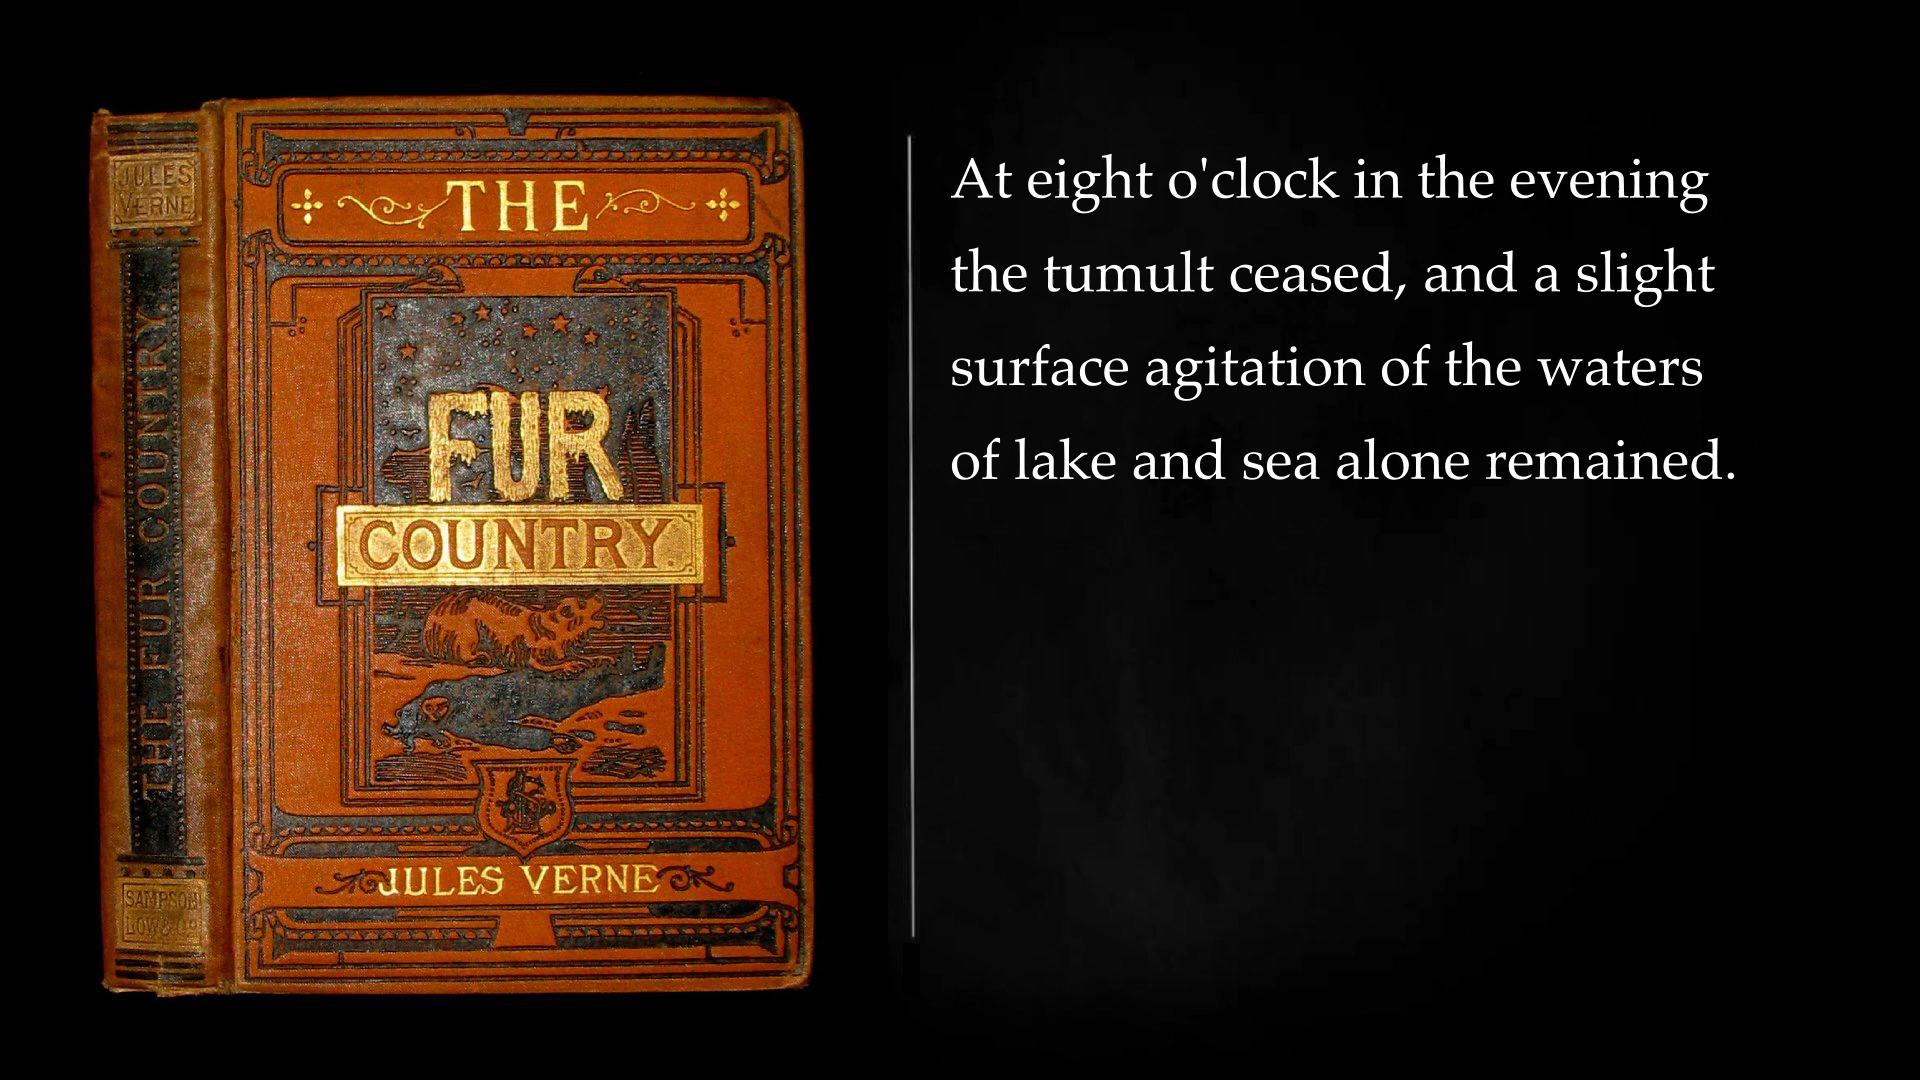 JULES
VERNE
THE FUR COUNTRY.
SAMPSON
LOW & Co
THE
FUR
COUNTRY.
JULES VERNE
At eight o'clock in the evening
the tumult ceased, and a slight
surface agitation of the waters
of lake and sea alone remained.